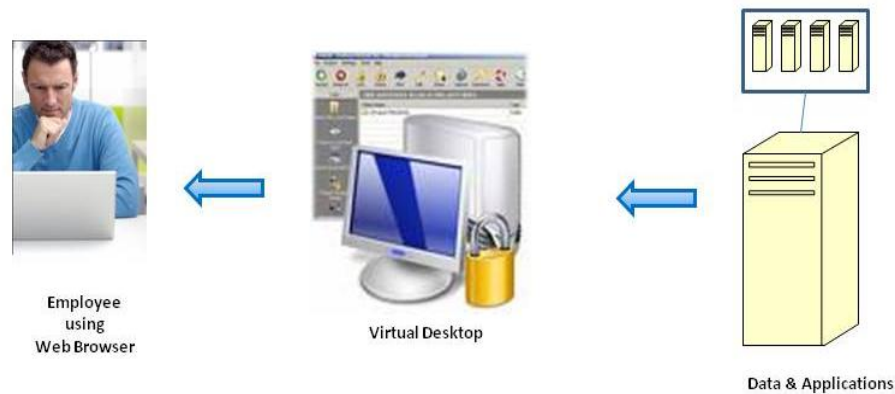 Employee
using
Web Browser
Virtual Desktop
Data & Applications